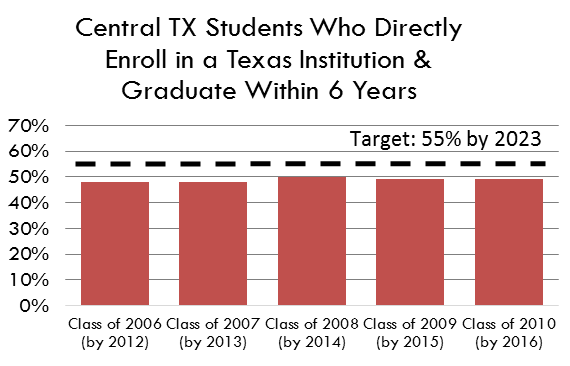 Central TX Students Who Directly
Enroll in a Texas Institution &
Graduate Within 6 Years
70%
Target: 55% by 2023
60%
50%
40%
30%
20%
10%
0%
Class of 2006 Class of 2007 Class of 2008 Class of 2009 Class of 2010
(by 2012) (by 2013) (by 2014) (by 2015) (by 2016)